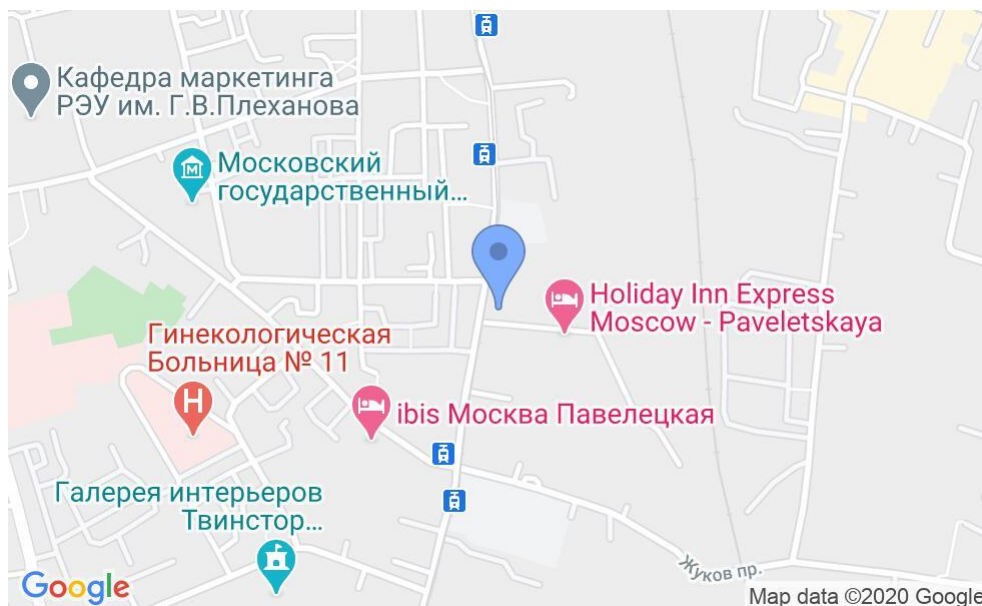 Кафедра маркетинга
РЭУ им. Г.В.Плеханова
Московский
государственный...
Holiday Inn Express
Moscow - Paveletskaya
Гинекологическая
Больница № 11
H
ibis Москва Павелецкая
Галерея интерьеров
Твинстор...
Жуков пр.
Google
Map data ©2020 Google